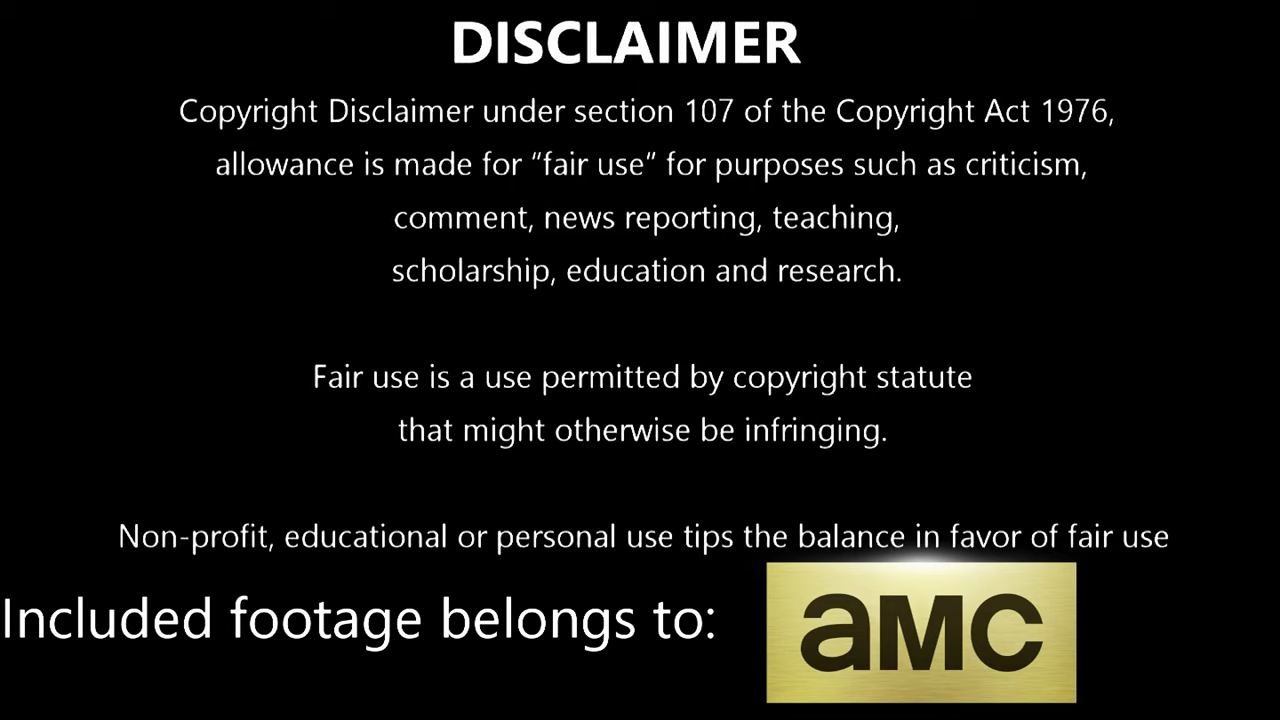 DISCLAIMER
Copyright Disclaimer under section 107 of the Copyright Act 1976,
allowance is made for “fair use” for purposes such as criticism,
comment, news reporting, teaching,
scholarship, education and research.
Fair use is a use permitted by copyright statute
that might otherwise be infringing.
Non-profit, educational or personal use tips the balance in favor of fair use
Included footage belongs to:
aMC